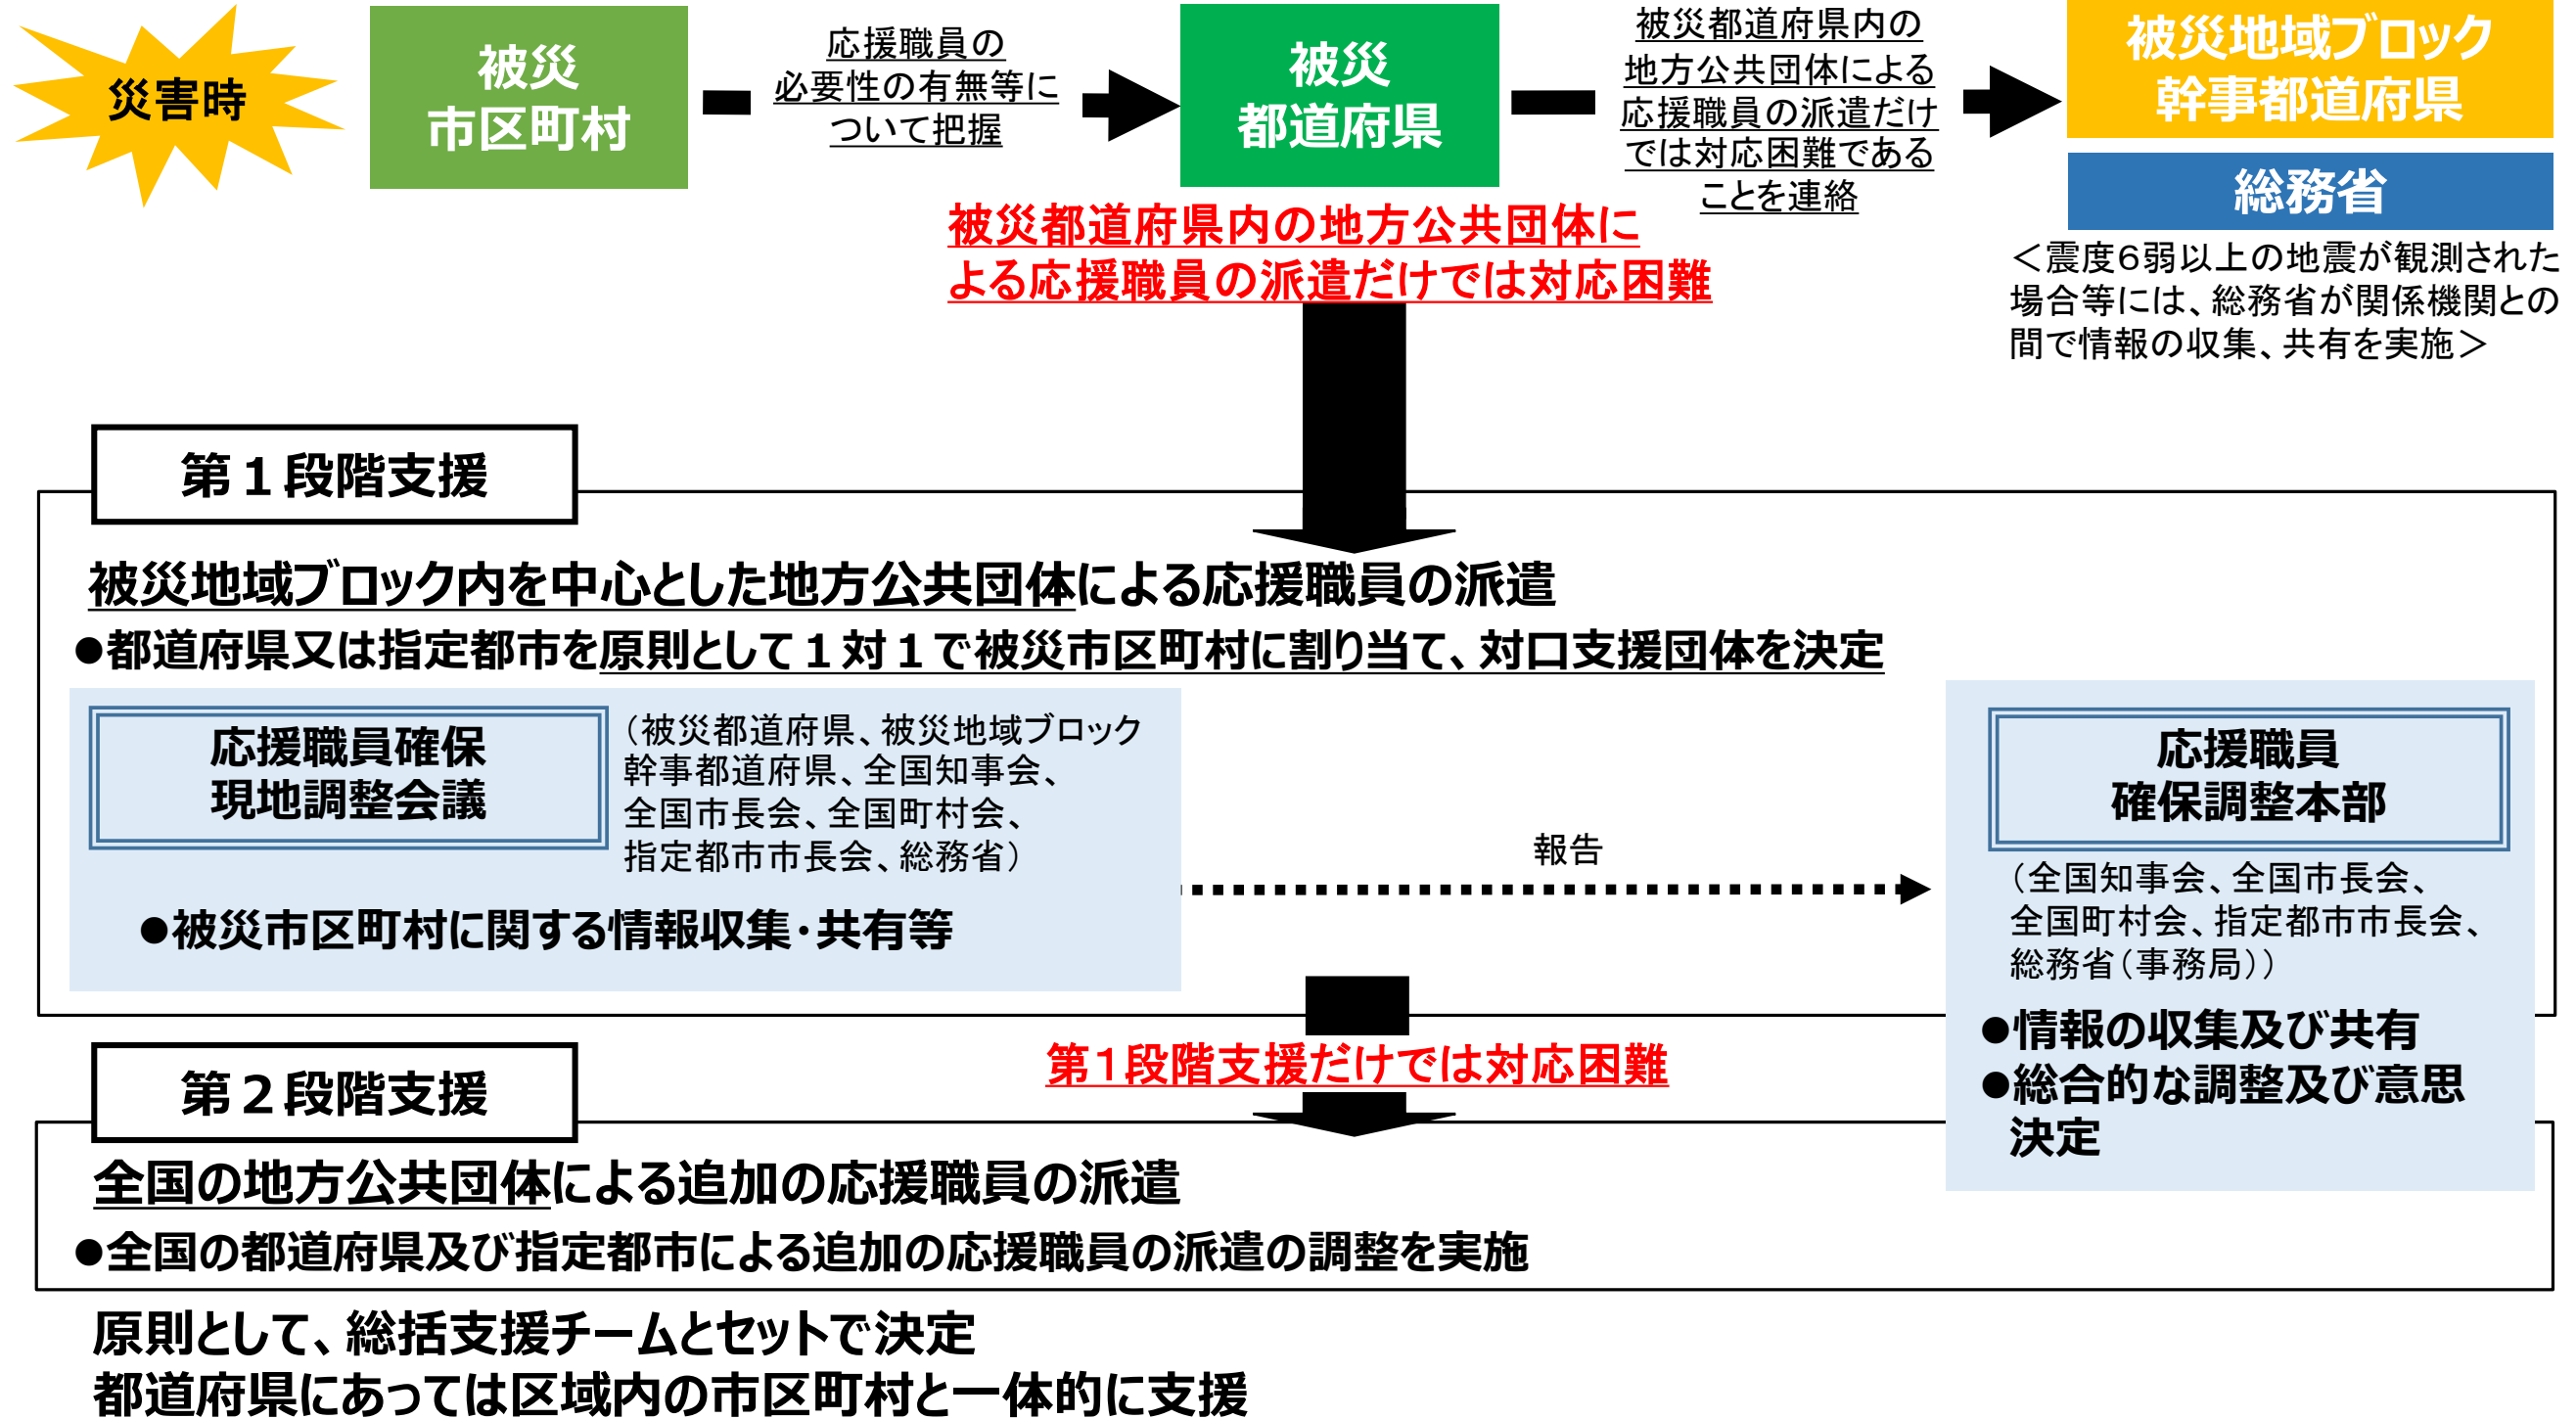 災害時
被災
市区町村
応援職員の
必要性の有無等に
ついて把握
被災
都道府県
被災都道府県内の
地方公共団体による
応援職員の派遣だけ
では対応困難である
ことを連絡
被災地域ブロック
幹事都道府県
総務省
＜震度６弱以上の地震が観測された
場合等には、総務省が関係機関との
間で情報の収集、共有を実施＞
被災都道府県内の地方公共団体に
よる応援職員の派遣だけでは対応困難
第１段階支援
被災地域ブロック内を中心とした地方公共団体による応援職員の派遣
●都道府県又は指定都市を原則として１対１で被災市区町村に割り当て、対口支援団体を決定
応援職員確保
現地調整会議
（被災都道府県、被災地域ブロック
幹事都道府県、全国知事会、
全国市長会、全国町村会、
指定都市市長会、総務省）
●被災市区町村に関する情報収集・共有等
報告
応援職員
確保調整本部
（全国知事会、全国市長会、
全国町村会、指定都市市長会、
総務省（事務局））
●情報の収集及び共有
●総合的な調整及び意思
決定
第１段階支援だけでは対応困難
第２段階支援
全国の地方公共団体による追加の応援職員の派遣
●全国の都道府県及び指定都市による追加の応援職員の派遣の調整を実施
原則として、総括支援チームとセットで決定
都道府県にあっては区域内の市区町村と一体的に支援